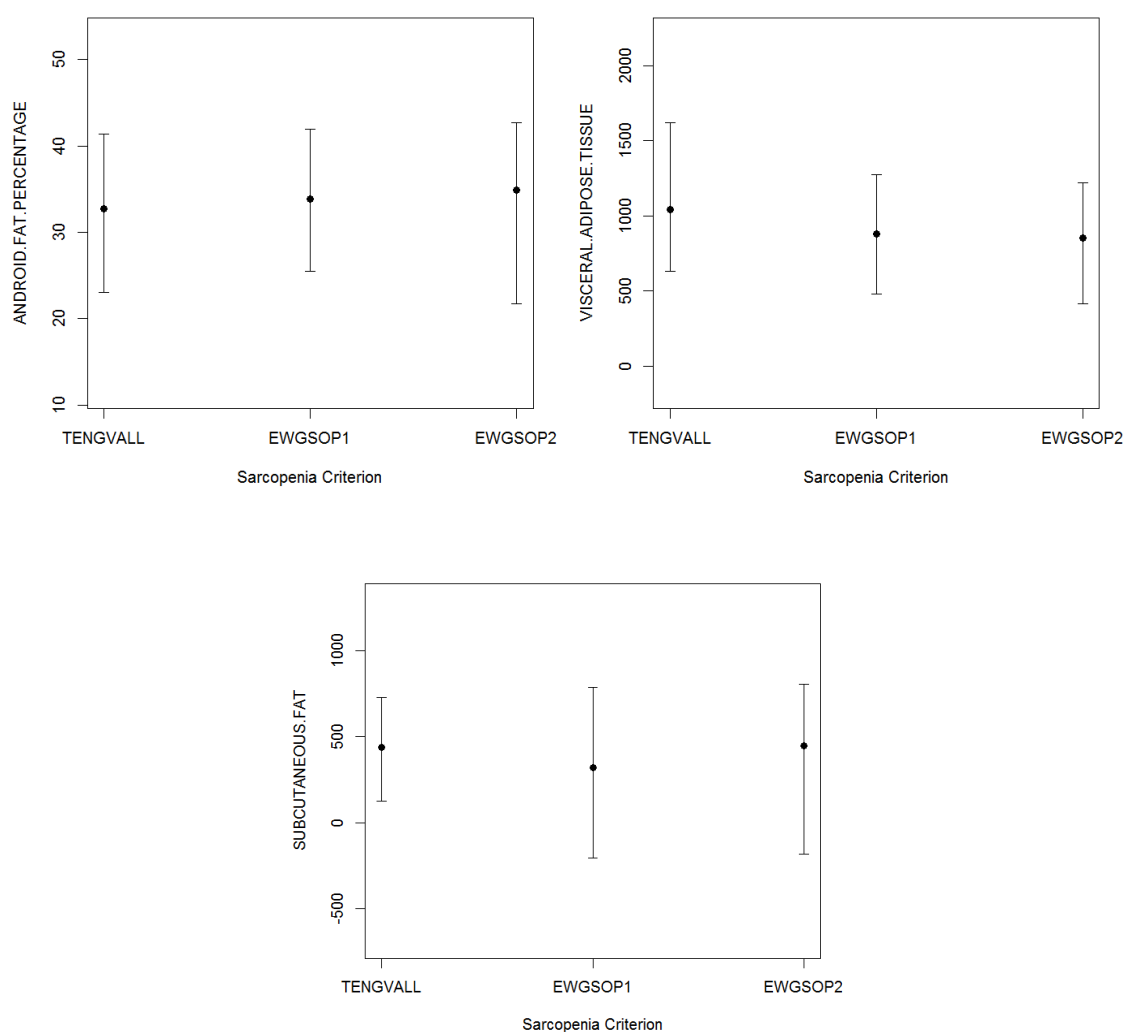 ANDROID.FAT.PERCENTAGE
50
40
30
20
10
TENGVALL EWGSOP1 EWGSOP2
Sarcopenia Criterion
VISCERAL.ADIPOSE.TISSUE
2000
1500
1000
500
0
TENGVALL EWGSOP1 EWGSOP2
Sarcopenia Criterion
SUBCUTANEOUS.FAT
1000
500
0
-500
TENGVALL EWGSOP1 EWGSOP2
Sarcopenia Criterion